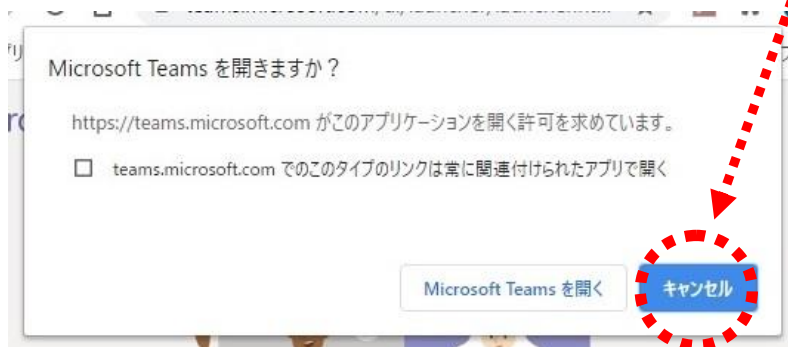 Microsoft Teams を開きますか？
https://teams.microsoft.com がこのアプリケーションを開く許可を求めています。
teams.microsoft.com でのこのタイプのリンクは常に関連付けられたアプリで開く
Microsoft Teams を開く
キャンセル